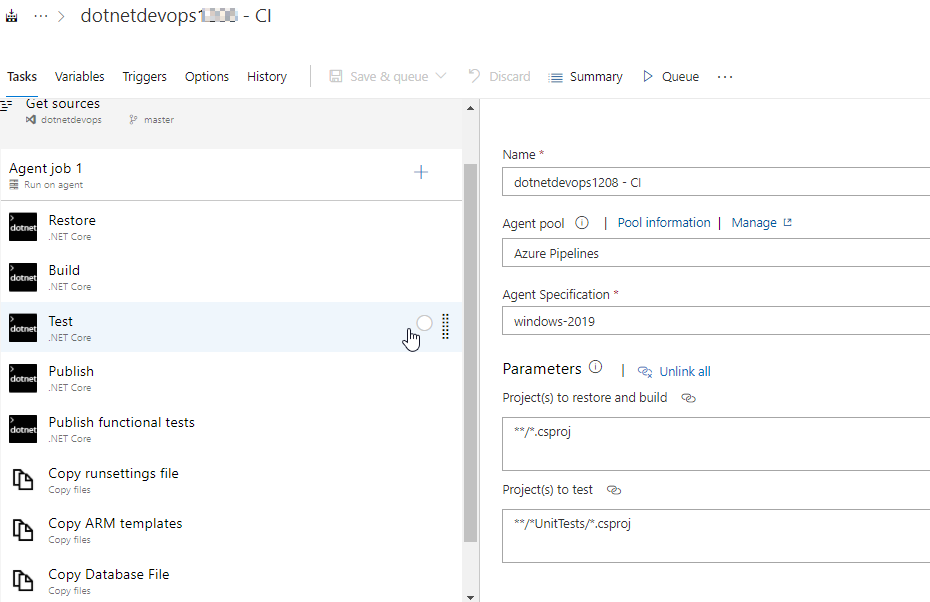 dotnetdevops1 - CI
Tasks Variables Triggers Options History Save & queue Discard Summary Queue ...
Get sources
dotnetdevops master
Agent job 1
Run on agent
dotnet Restore
.NET Core
dotnet Build
.NET Core
dotnet Test
.NET Core
dotnet Publish
.NET Core
dotnet Publish functional tests
.NET Core
Copy runsettings file
Copy files
Copy ARM templates
Copy files
Copy Database File
Copy files
Name *
dotnetdevops1208 - CI
Agent pool | Pool information | Manage
Azure Pipelines
Agent Specification *
windows-2019
Parameters | Unlink all
Project(s) to restore and build
**/*.csproj
Project(s) to test
**/*UnitTests/*.csproj